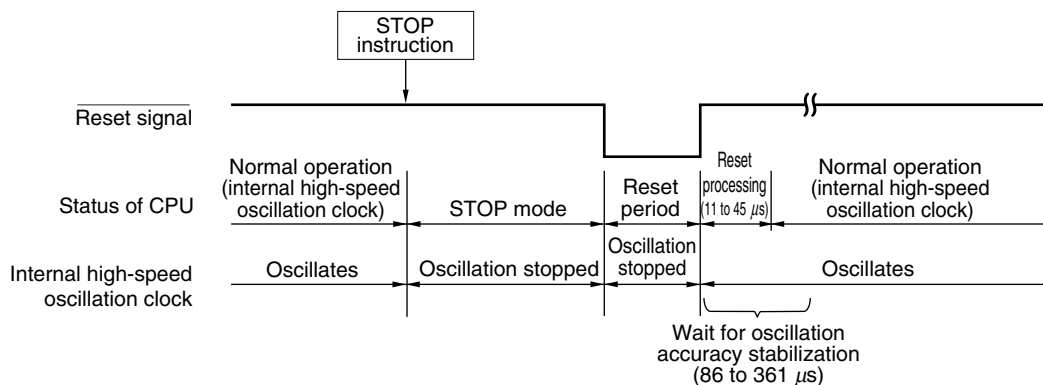 STOP
instruction
Reset signal
Status of CPU
Normal operation
(internal high-speed
oscillation clock)
STOP mode
Reset
period
Reset
processing
(11 to 45 μs)
Normal operation
(internal high-speed
oscillation clock)
Internal high-speed
oscillation clock
Oscillates
Oscillation stopped
Oscillation
stopped
Oscillates
Wait for oscillation
accuracy stabilization
(86 to 361 μs)